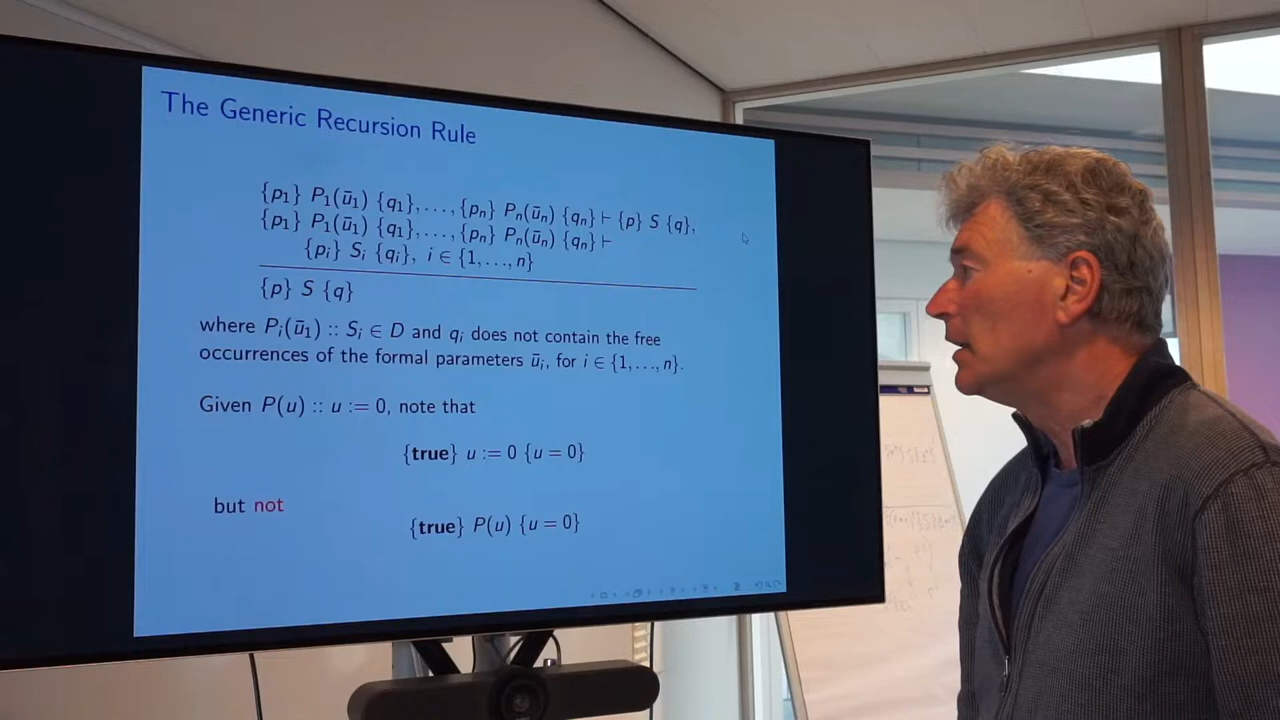 The Generic Recursion Rule
{p₁} P₁(ū₁) {q₁}, . . . , {pₙ} Pₙ(ūₙ) {qₙ} ⊢ {p} S {q},
{p₁} P₁(ū₁) {q₁}, . . . , {pₙ} Pₙ(ūₙ) {qₙ} ⊢
{pᵢ} Sᵢ {qᵢ}, i ∈ {1, . . . , n}
{p} S {q}
where Pᵢ(ū₁) :: Sᵢ ∈ D and qᵢ does not contain the free
occurrences of the formal parameters ūᵢ, for i ∈ {1, . . . , n}.
Given P(u) :: u := 0, note that
{true} u := 0 {u = 0}
but not
{true} P(u) {u = 0}